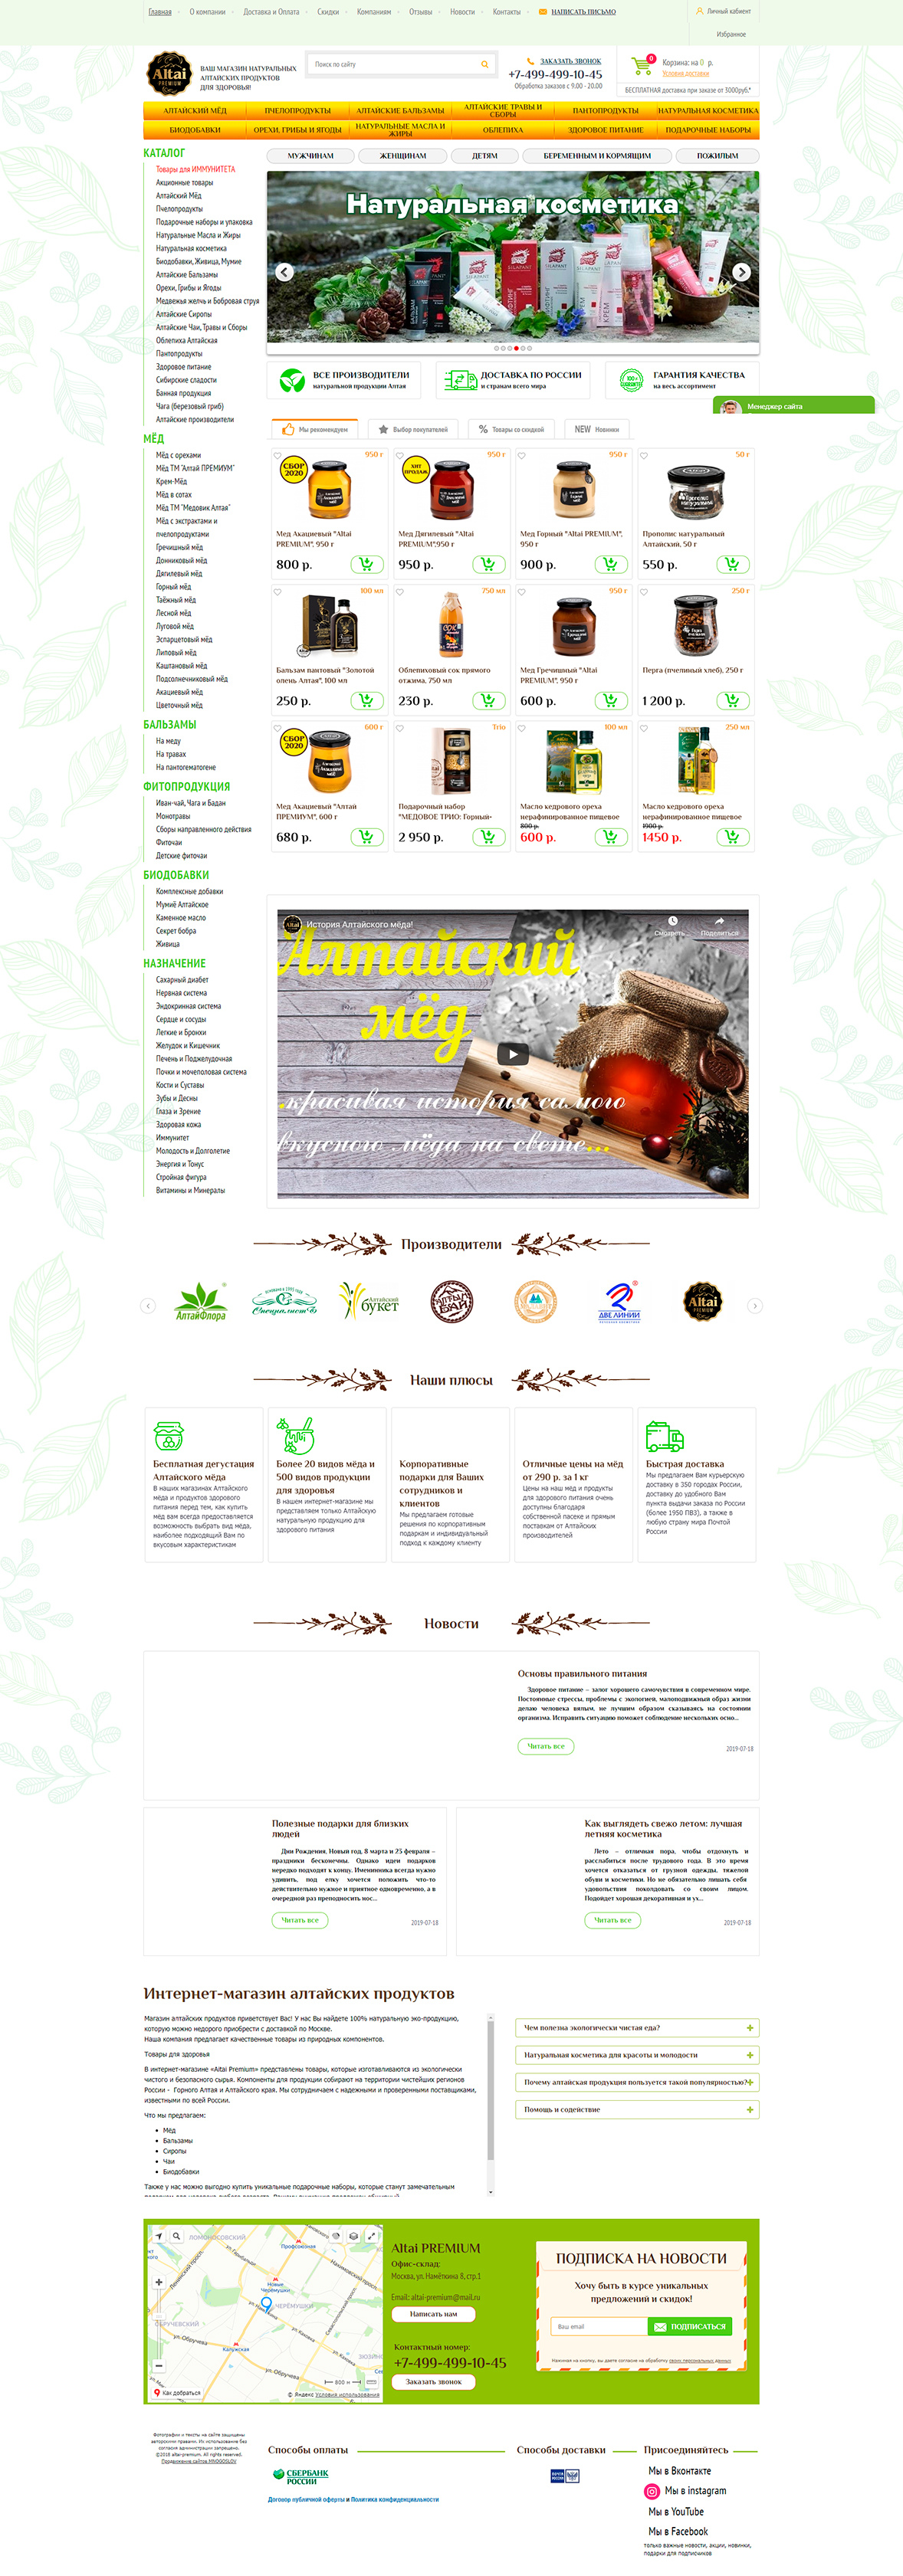 Главная
О компании
Доставка и Оплата
Скидки
Компаниям
Отзывы
Новости
Контакты
НАПИСАТЬ ПИСЬМО
Личный кабинет
Избранное
Altai
PREMIUM
ВАШ МАГАЗИН НАТУРАЛЬНЫХ
АЛТАЙСКИХ ПРОДУКТОВ
ДЛЯ ЗДОРОВЬЯ!
Поиск по сайту
ЗАКАЗАТЬ ЗВОНОК
+7-499-499-10-45
Обработка заказов с 9.00 - 20.00
0
Корзина: на 0 р.
Условия доставки
БЕСПЛАТНАЯ доставка при заказе от 3000руб.*
АЛТАЙСКИЙ МЁД
ПЧЕЛОПРОДУКТЫ
АЛТАЙСКИЕ БАЛЬЗАМЫ
АЛТАЙСКИЕ ТРАВЫ И
СБОРЫ
ПАНТОПРОДУКТЫ
НАТУРАЛЬНАЯ КОСМЕТИКА
БИОДОБАВКИ
ОРЕХИ, ГРИБЫ И ЯГОДЫ
НАТУРАЛЬНЫЕ МАСЛА И
ЖИРЫ
ОБЛЕПИХА
ЗДОРОВОЕ ПИТАНИЕ
ПОДАРОЧНЫЕ НАБОРЫ
КАТАЛОГ
Товары для ИММУНИТЕТА
Акционные товары
Алтайский Мёд
Пчелопродукты
Подарочные наборы и упаковка
Натуральные Масла и Жиры
Натуральная косметика
Биодобавки, Живица, Мумие
Алтайские Бальзамы
Орехи, Грибы и Ягоды
Медвежья желчь и Бобровая струя
Алтайские Сиропы
Алтайские Чаи, Травы и Сборы
Облепиха Алтайская
Пантопродукты
Здоровое питание
Сибирские сладости
Банная продукция
Чага (березовый гриб)
Алтайские производители
МЁД
Мёд с орехами
Мёд ТМ "Алтай ПРЕМИУМ"
Крем-Мёд
Мёд в сотах
Мёд ТМ "Медовик Алтая"
Мёд с экстрактами и
пчелопродуктами
Гречишный мёд
Донниковый мёд
Дягилевый мёд
Горный мёд
Таёжный мёд
Лесной мёд
Луговой мёд
Эспарцетовый мёд
Липовый мёд
Каштановый мёд
Подсолнечниковый мёд
Акациевый мёд
Цветочный мёд
БАЛЬЗАМЫ
На меду
На травах
На пантогематогене
ФИТОПРОДУКЦИЯ
Иван-чай, Чага и Бадан
Монотравы
Сборы направленного действия
Фиточаи
Детские фиточаи
БИОДОБАВКИ
Комплексные добавки
Мумиё Алтайское
Каменное масло
Секрет бобра
Живица
НАЗНАЧЕНИЕ
Сахарный диабет
Нервная система
Эндокринная система
Сердце и сосуды
Легкие и Бронхи
Желудок и Кишечник
Печень и Поджелудочная
Почки и мочеполовая система
Кости и Суставы
Зубы и Десны
Глаза и Зрение
Здоровая кожа
Иммунитет
Молодость и Долголетие
Энергия и Тонус
Стройная фигура
Витамины и Минералы
МУЖЧИНАМ
ЖЕНЩИНАМ
ДЕТЯМ
БЕРЕМЕННЫМ И КОРМЯЩИМ
ПОЖИЛЫМ
Натуральная косметика
ВСЕ ПРОИЗВОДИТЕЛИ
натуральной продукции Алтая
ДОСТАВКА ПО РОССИИ
и странам всего мира
ГАРАНТИЯ КАЧЕСТВА
на весь ассортимент
Менеджер сайта
Мы рекомендуем
Выбор покупателей
Товары со скидкой
NEW Новинки
СБОР
2020
950 г
Мед Акациевый "Altai
PREMIUM", 950 г
800 р.
ХИТ
ПРОДАЖ
950 г
Мед Дягилевый "Altai
PREMIUM",950 г
950 р.
950 г
Мед Горный "Altai PREMIUM",
950 г
900 р.
50 г
Прополис натуральный
Алтайский, 50 г
550 р.
100 мл
Бальзам пантовый "Золотой
олень Алтая", 100 мл
250 р.
750 мл
Облепиховый сок прямого
отжима, 750 мл
230 р.
950 г
Мед Гречишный "Altai
PREMIUM", 950 г
600 р.
250 г
Перга (пчелиный хлеб), 250 г
1 200 р.
СБОР
2020
600 г
Мед Акациевый "Алтай
ПРЕМИУМ", 600 г
680 р.
Trio
Подарочный набор
"МЕДОВОЕ ТРИО: Горный-
2 950 р.
100 мл
Масло кедрового ореха
нерафинированное пищевое
800 р.
600 р.
250 мл
Масло кедрового ореха
нерафинированное пищевое
1900 р.
1450 р.
История Алтайского мёда!
Смотреть...
Поделиться
Алтайский
мёд
.красивая история самого
вкусного мёда на свете...
Производители
АлтайФлора
Специалист
Алтайский
букет
ДВЕ ЛИНИИ
Altai
PREMIUM
Наши плюсы
Бесплатная дегустация
Алтайского мёда
В наших магазинах Алтайского
мёда и продуктов здорового
питания перед тем, как купить
мёд вам всегда предоставляется
возможность выбрать вид мёда,
наиболее подходящий Вам по
вкусовым характеристикам
Более 20 видов мёда и
500 видов продукции
для здоровья
В нашем интернет-магазине мы
представляем только Алтайскую
натуральную продукцию для
здорового питания
Корпоративные
подарки для Ваших
сотрудников и
клиентов
Мы предлагаем готовые
решения по корпоративным
подаркам и индивидуальный
подход к каждому клиенту
Отличные цены на мёд
от 290 р. за 1 кг
Цены на наш мёд и продукты
для здорового питания очень
доступны благодаря
собственной пасеке и прямым
поставкам от Алтайских
производителей
Быстрая доставка
Мы предлагаем Вам курьерскую
доставку в 350 городах России,
доставку до удобного Вам
пункта выдачи заказа по России
(более 1950 ПВЗ), а также в
любую страну мира Почтой
России
Новости
Основы правильного питания
Здоровое питание – залог хорошего самочувствия в современном мире.
Постоянные стрессы, проблемы с экологией, малоподвижный образ жизни
делаю человека вялым, не лучшим образом сказываясь на состоянии
организма. Исправить ситуацию поможет соблюдение нескольких осно...
Читать все
2019-07-18
Полезные подарки для близких
людей
Дни Рождения, Новый год, 8 марта и 23 февраля –
праздники бесконечны. Однако идеи подарков
нередко подходят к концу. Именинника всегда нужно
удивить, под елку хочется положить что-то
действительно нужное и приятное одновременно, а в
очередной раз преподносить нос...
Читать все
2019-07-18
Как выглядеть свежо летом: лучшая
летняя косметика
Лето – отличная пора, чтобы отдохнуть и
расслабиться после трудового года. В это время
хочется отказаться от грузной одежды, тяжелой
обуви и косметики. Но не обязательно лишать себя
удовольствия поколдовать со своим лицом.
Подойдет хорошая декоративная и ух...
Читать все
2019-07-18
Интернет-магазин алтайских продуктов
Магазин алтайских продуктов приветствует Вас! У нас Вы найдете 100% натуральную эко-продукцию,
которую можно недорого приобрести с доставкой по Москве.
Наша компания предлагает качественные товары из природных компонентов.
Товары для здоровья
В интернет-магазине «Altai Premium» представлены товары, которые изготавливаются из экологически
чистого и безопасного сырья. Компоненты для продукции собирают на территории чистейших регионов
России - Горного Алтая и Алтайского края. Мы сотрудничаем с надежными и проверенными поставщиками,
известными по всей России.
Что мы предлагаем:
Мёд
Бальзамы
Сиропы
Чаи
Биодобавки
Также у нас можно выгодно купить уникальные подарочные наборы, которые станут замечательным
Чем полезна экологически чистая еда?
Натуральная косметика для красоты и молодости
Почему алтайская продукция пользуется такой популярностью?
Помощь и содействие
ЛОМОНОСОВСКИЙ
Профсоюзная
Новые
Черёмушки
ЧЕРЁМУШКИ
ОБРУЧЕВСКИЙ
Калужская
ул. Обручева
800 м
Как добраться
© Яндекс Условия использования
Altai PREMIUM
Офис-склад:
Москва, ул. Намёткина 8, стр.1
Email: altai-premium@mail.ru
Написать нам
Контактный номер:
+7-499-499-10-45
Заказать звонок
ПОДПИСКА НА НОВОСТИ
Хочу быть в курсе уникальных
предложений и скидок!
Ваш email
ПОДПИСАТЬСЯ
Нажимая на кнопку, вы даете согласие на обработку своих персональных данных
Фотографии и тексты на сайте защищены
авторскими правами. Их использование без
согласия администрации запрещено.
©2018 altai-premium. All rights reserved.
Продвижение сайтов MNOGOSLOV
Способы оплаты
СБЕРБАНК
РОССИИ
Договор публичной оферты и Политика конфиденциальности
Способы доставки
Присоединяйтесь
Мы в Вконтакте
Мы в instagram
Мы в YouTube
Мы в Facebook
только важные новости, акции, новинки,
подарки для подписчиков